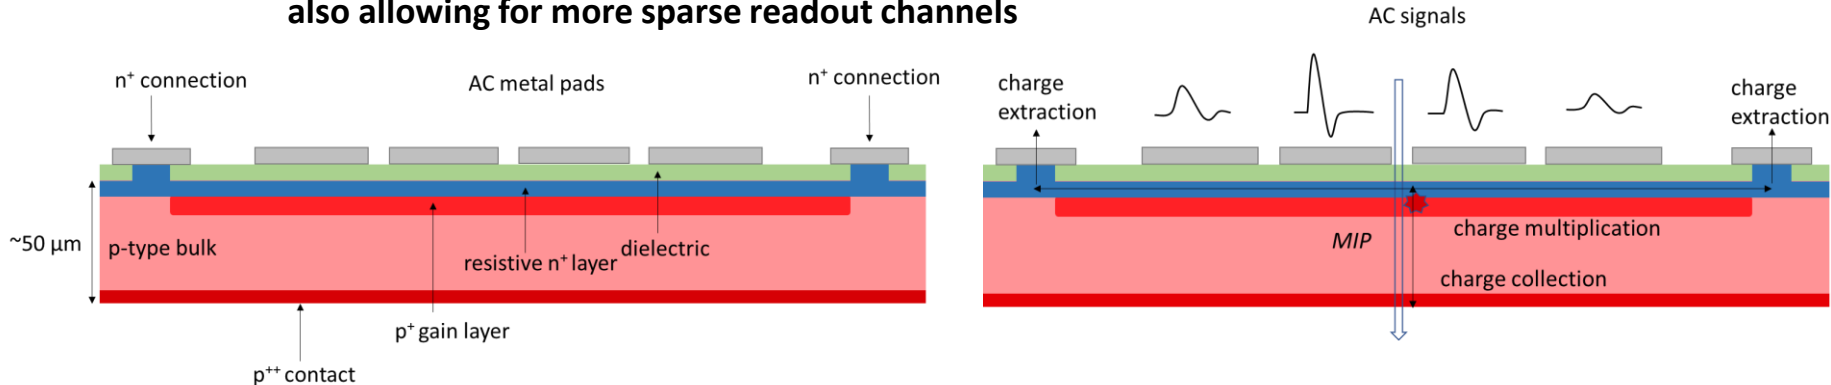 also allowing for more sparse readout channels
n⁺ connection
AC metal pads
n⁺ connection
~50 µm
p-type bulk
resistive n⁺ layer
dielectric
p⁺ gain layer
p⁺⁺ contact
AC signals
charge
extraction
charge
extraction
MIP
charge multiplication
charge collection